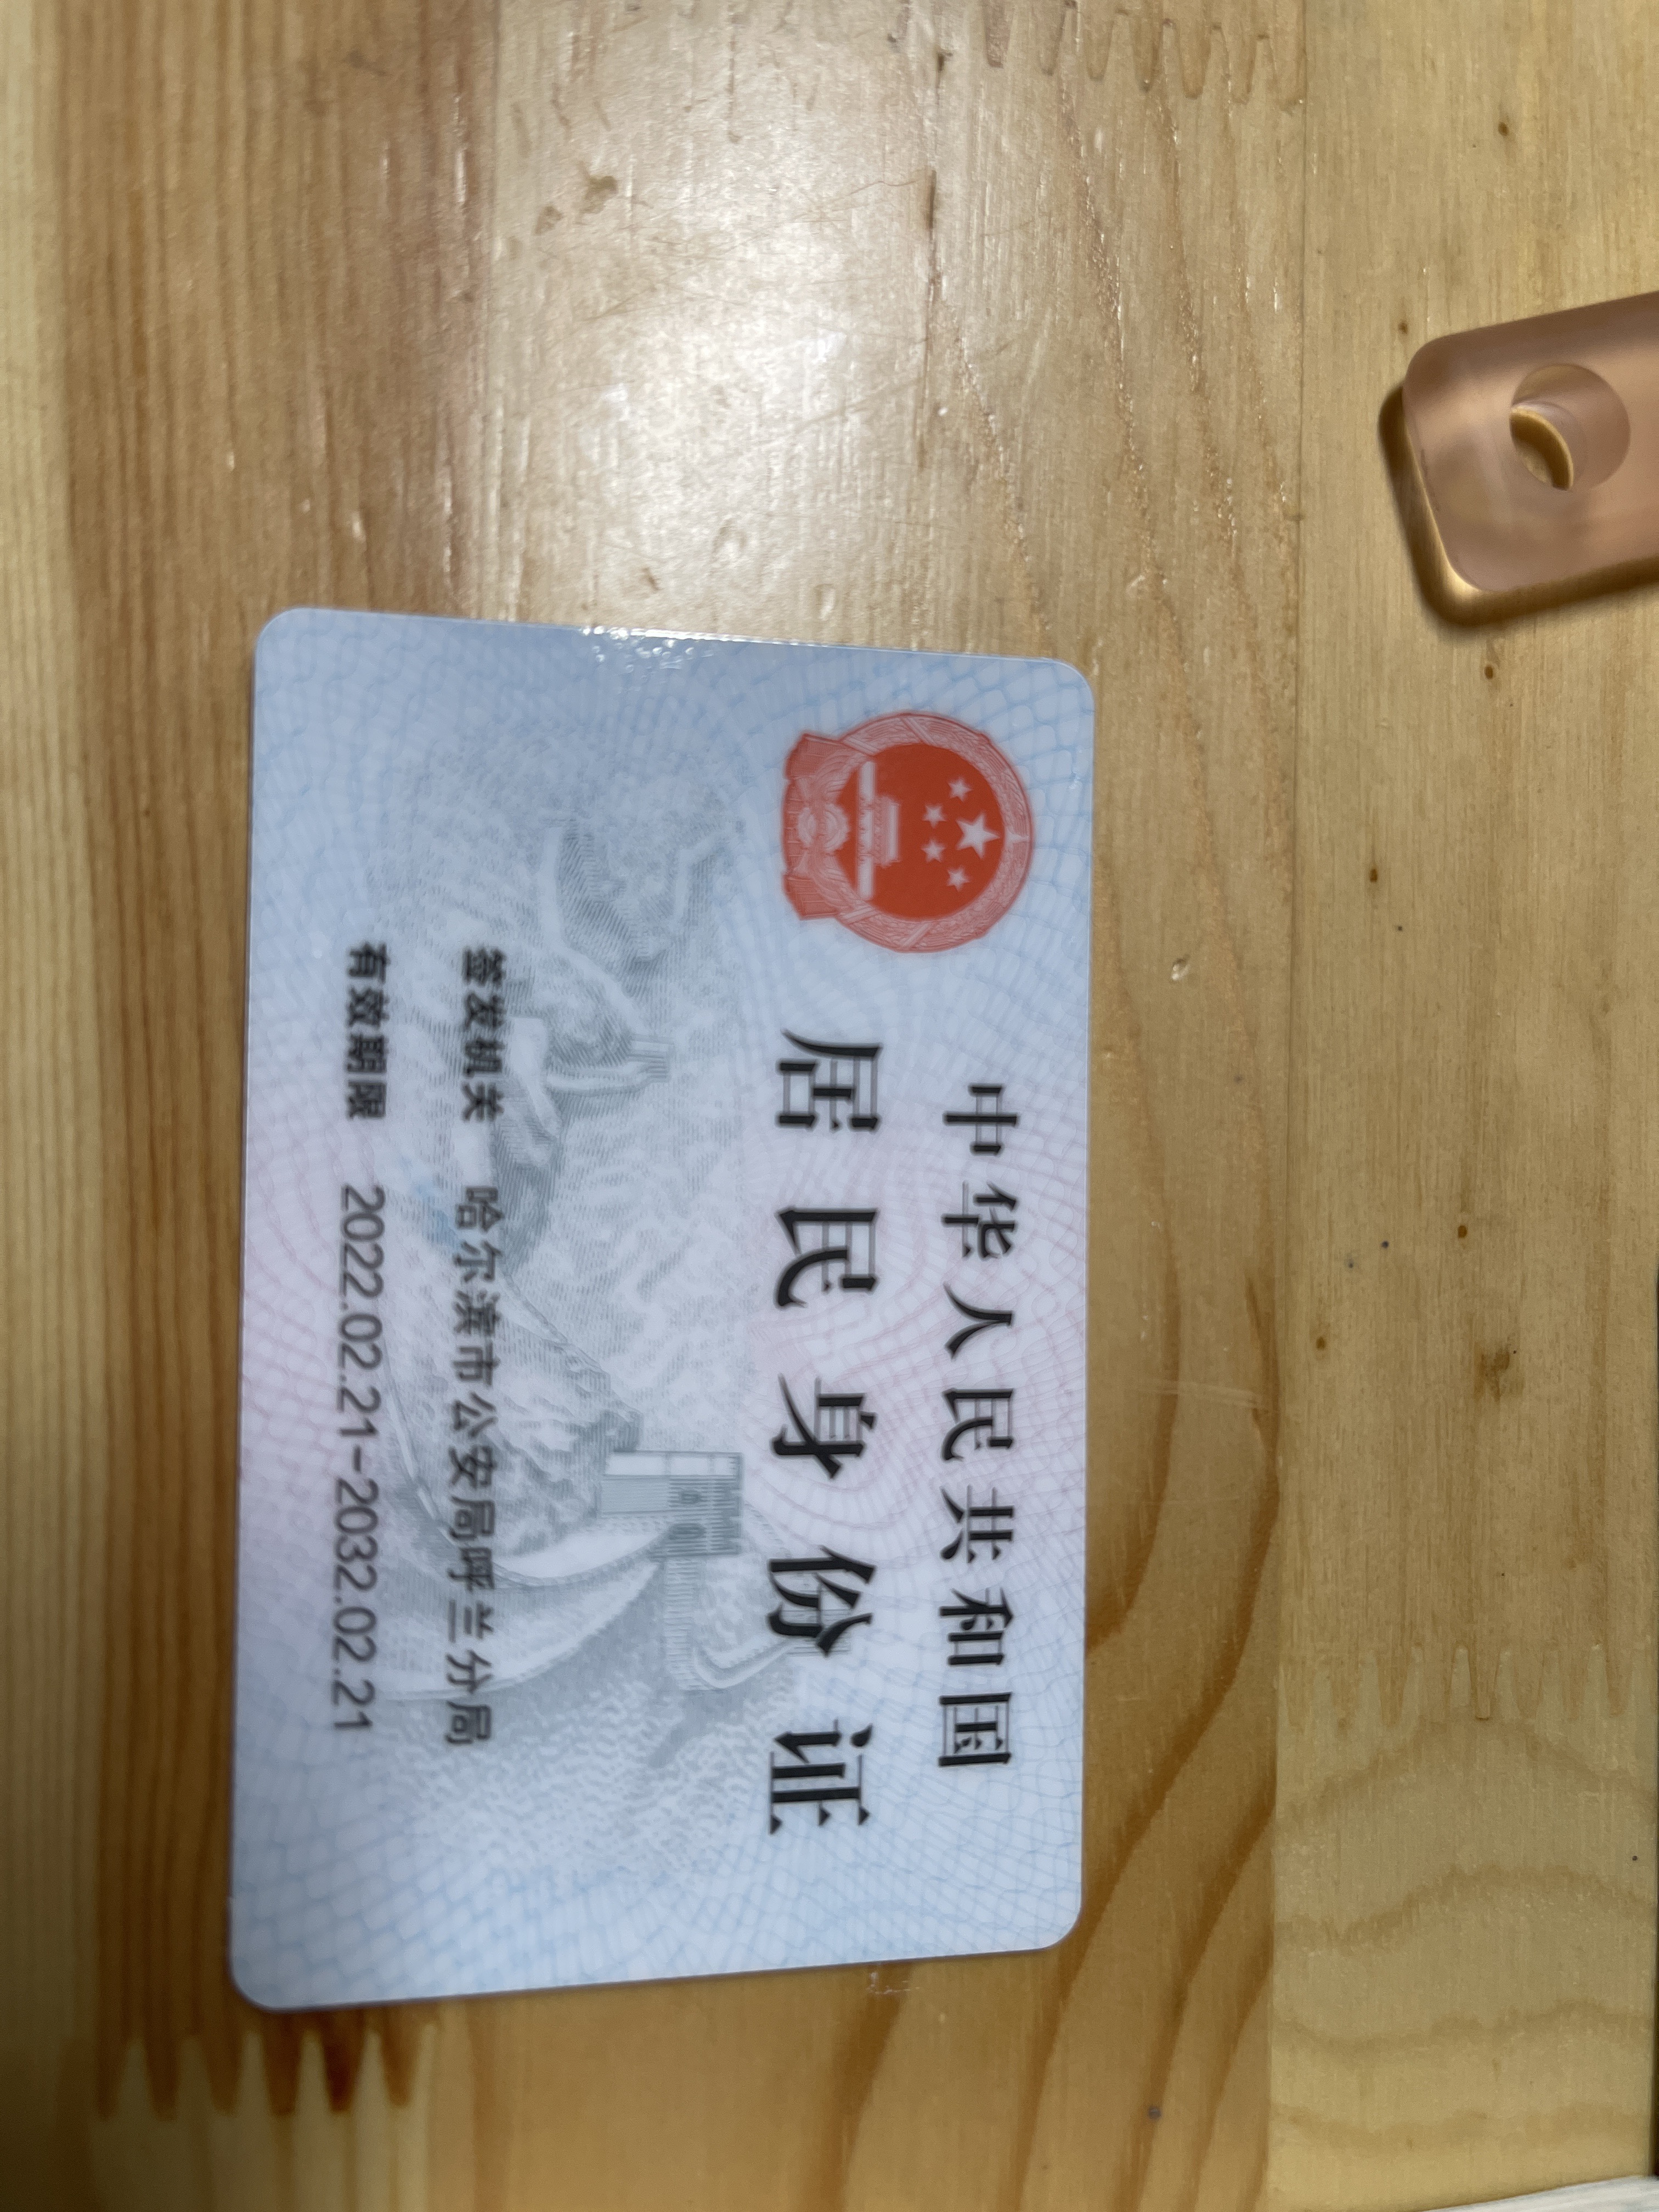 中华人民共和国
居民身份证
签发机关 哈尔滨市公安局呼兰分局
有效期限 2022.02.21-2032.02.21